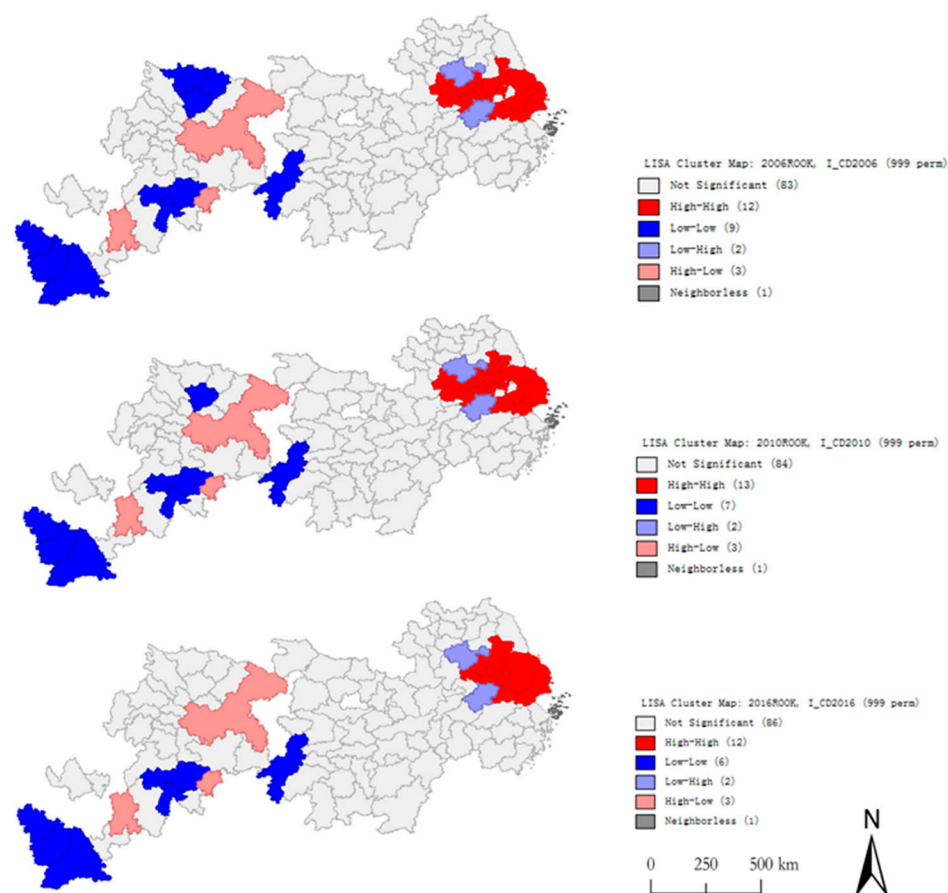 LISA Cluster Map: 2006ROOK, I_CD2006 (999 perm)
Not Significant (83)
High-High (12)
Low-Low (9)
Low-High (2)
High-Low (3)
Neighborless (1)
LISA Cluster Map: 2010ROOK, I_CD2010 (999 perm)
Not Significant (84)
High-High (13)
Low-Low (7)
Low-High (2)
High-Low (3)
Neighborless (1)
LISA Cluster Map: 2016ROOK, I_CD2016 (999 perm)
Not Significant (86)
High-High (12)
Low-Low (6)
Low-High (2)
High-Low (3)
Neighborless (1)
N
0 250 500 km